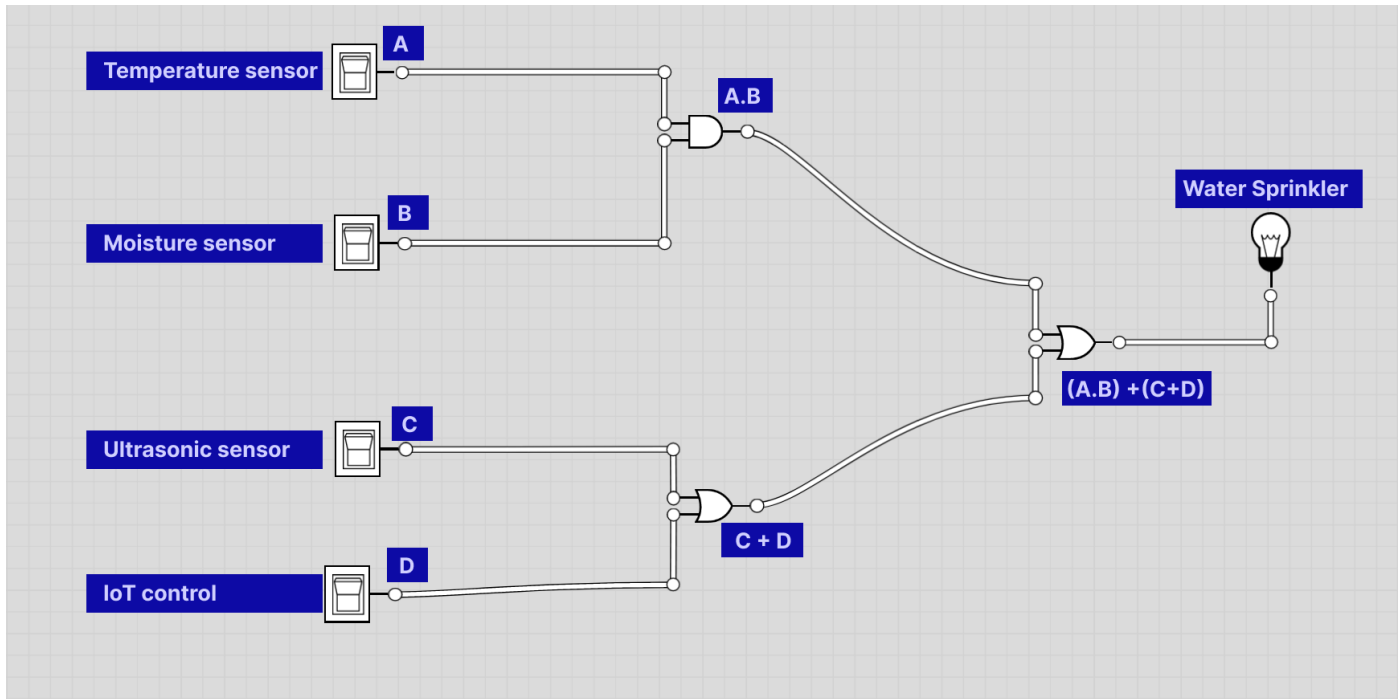 Temperature sensor
A
A.B
Moisture sensor
B
Water Sprinkler
(A.B) +(C+D)
Ultrasonic sensor
C
C + D
IoT control
D